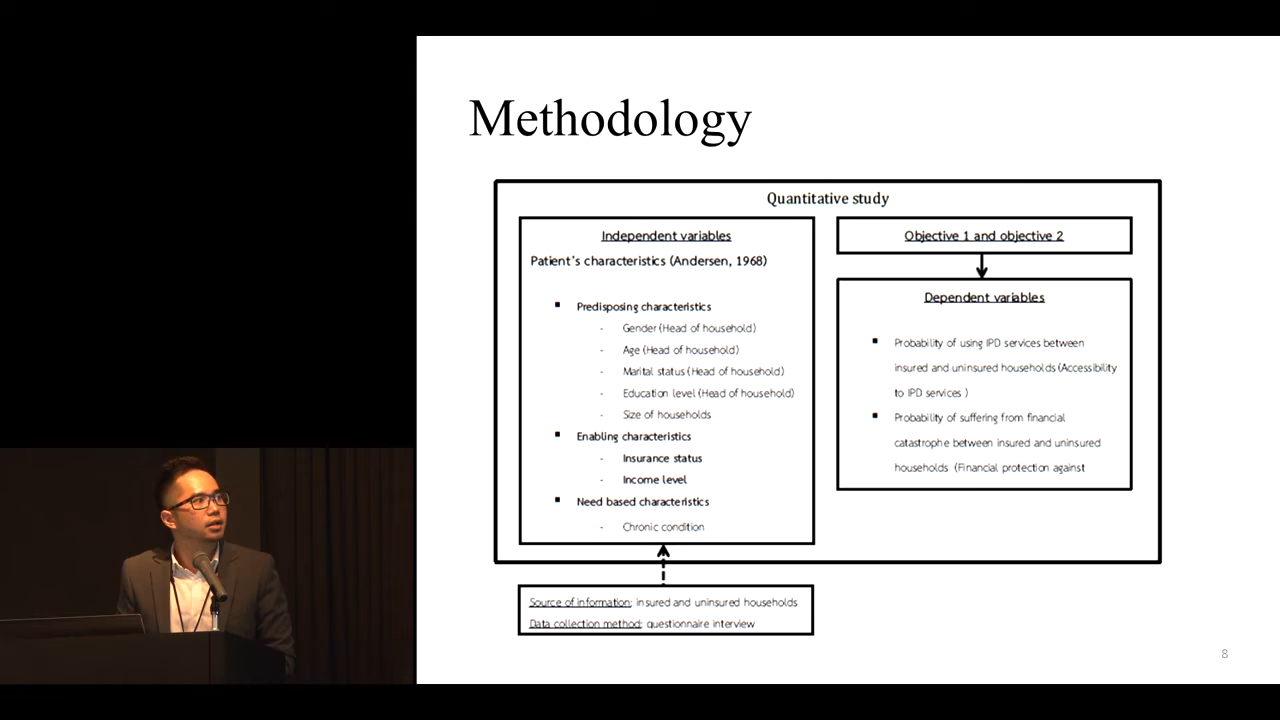 Methodology
Quantitative study
Independent variables
Patient's characteristics (Andersen, 1968)
▪ Predisposing characteristics
- Gender (Head of household)
- Age (Head of household)
- Marital status (Head of household)
- Education level (Head of household)
- Size of households
▪ Enabling characteristics
- Insurance status
- Income level
▪ Need based characteristics
- Chronic condition
Objective 1 and objective 2
Dependent variables
▪ Probability of using IPD services between
insured and uninsured households (Accessibility
to IPD services )
▪ Probability of suffering from financial
catastrophe between insured and uninsured
households (Financial protection against
Source of information: insured and uninsured households
Data collection method: questionnaire interview
8